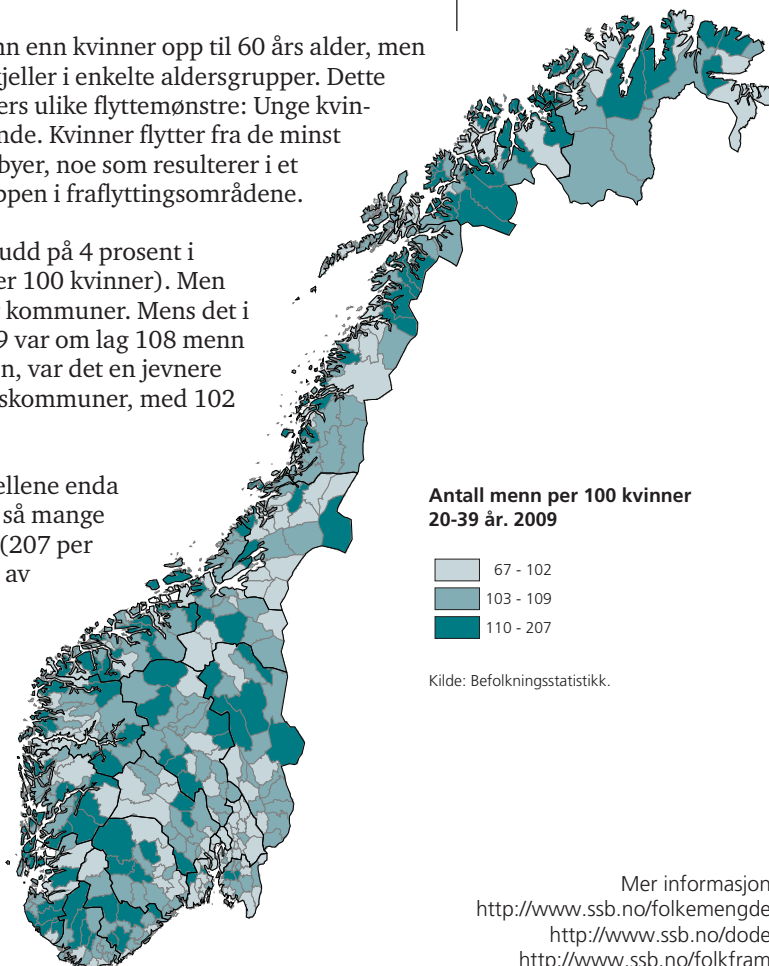 nn enn kvinner opp til 60 års alder, men
kjeller i enkelte aldersgrupper. Dette
ers ulike flyttemønstre: Unge kvin-
nde. Kvinner flytter fra de minst
byer, noe som resulterer i et
ppen i fraflyttingsområdene.
udd på 4 prosent i
er 100 kvinner). Men
kommuner. Mens det i
9 var om lag 108 menn
n, var det en jevnere
skommuner, med 102
ellene enda
så mange
(207 per
av
Antall menn per 100 kvinner
20-39 år. 2009
67 - 102
103 - 109
110 - 207
Kilde: Befolkningsstatistikk.
Mer informasjon
http://www.ssb.no/folkemengde
http://www.ssb.no/dode
http://www.ssb.no/folkfram